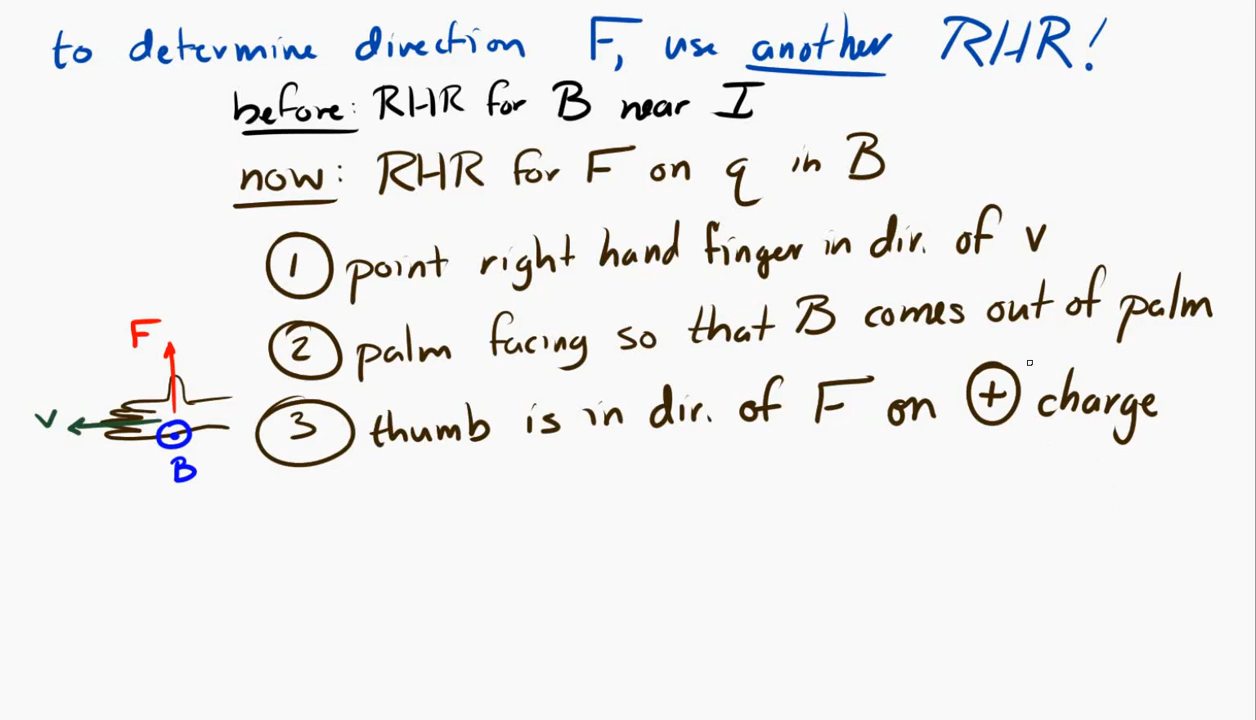 to determine direction F, use another RHR!
before: RHR for B near I
now: RHR for F on q in B
① point right hand finger in dir. of v
② palm facing so that B comes out of palm
③ thumb is in dir. of F on ⊕ charge
F
v
B